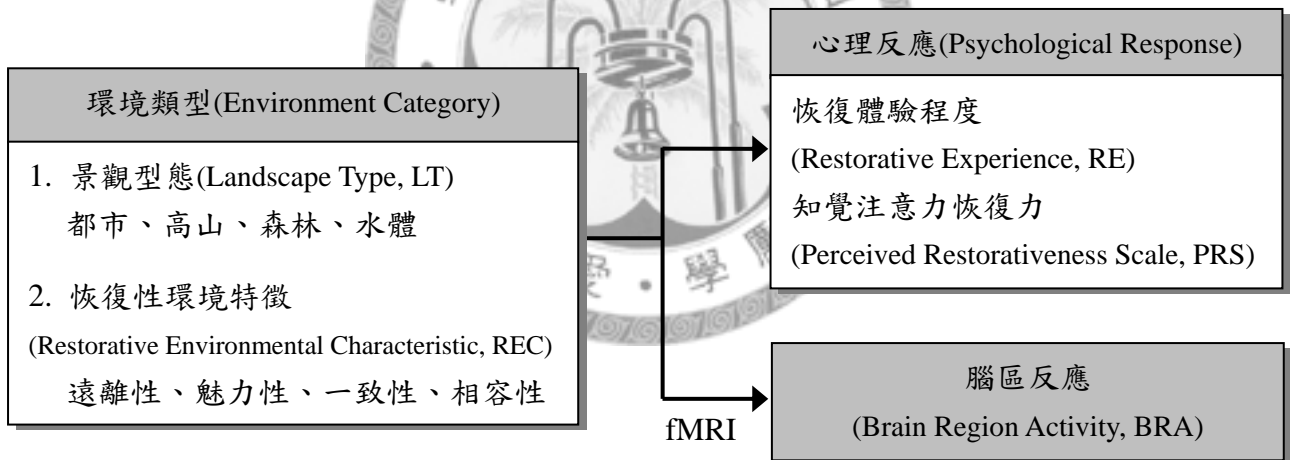 環境類型(Environment Category)
1. 景觀型態(Landscape Type, LT)
都市、高山、森林、水體
2. 恢復性環境特徵
(Restorative Environmental Characteristic, REC)
遠離性、魅力性、一致性、相容性
心理反應(Psychological Response)
恢復體驗程度
(Restorative Experience, RE)
知覺注意力恢復力
(Perceived Restorativeness Scale, PRS)
fMRI
腦區反應
(Brain Region Activity, BRA)
學